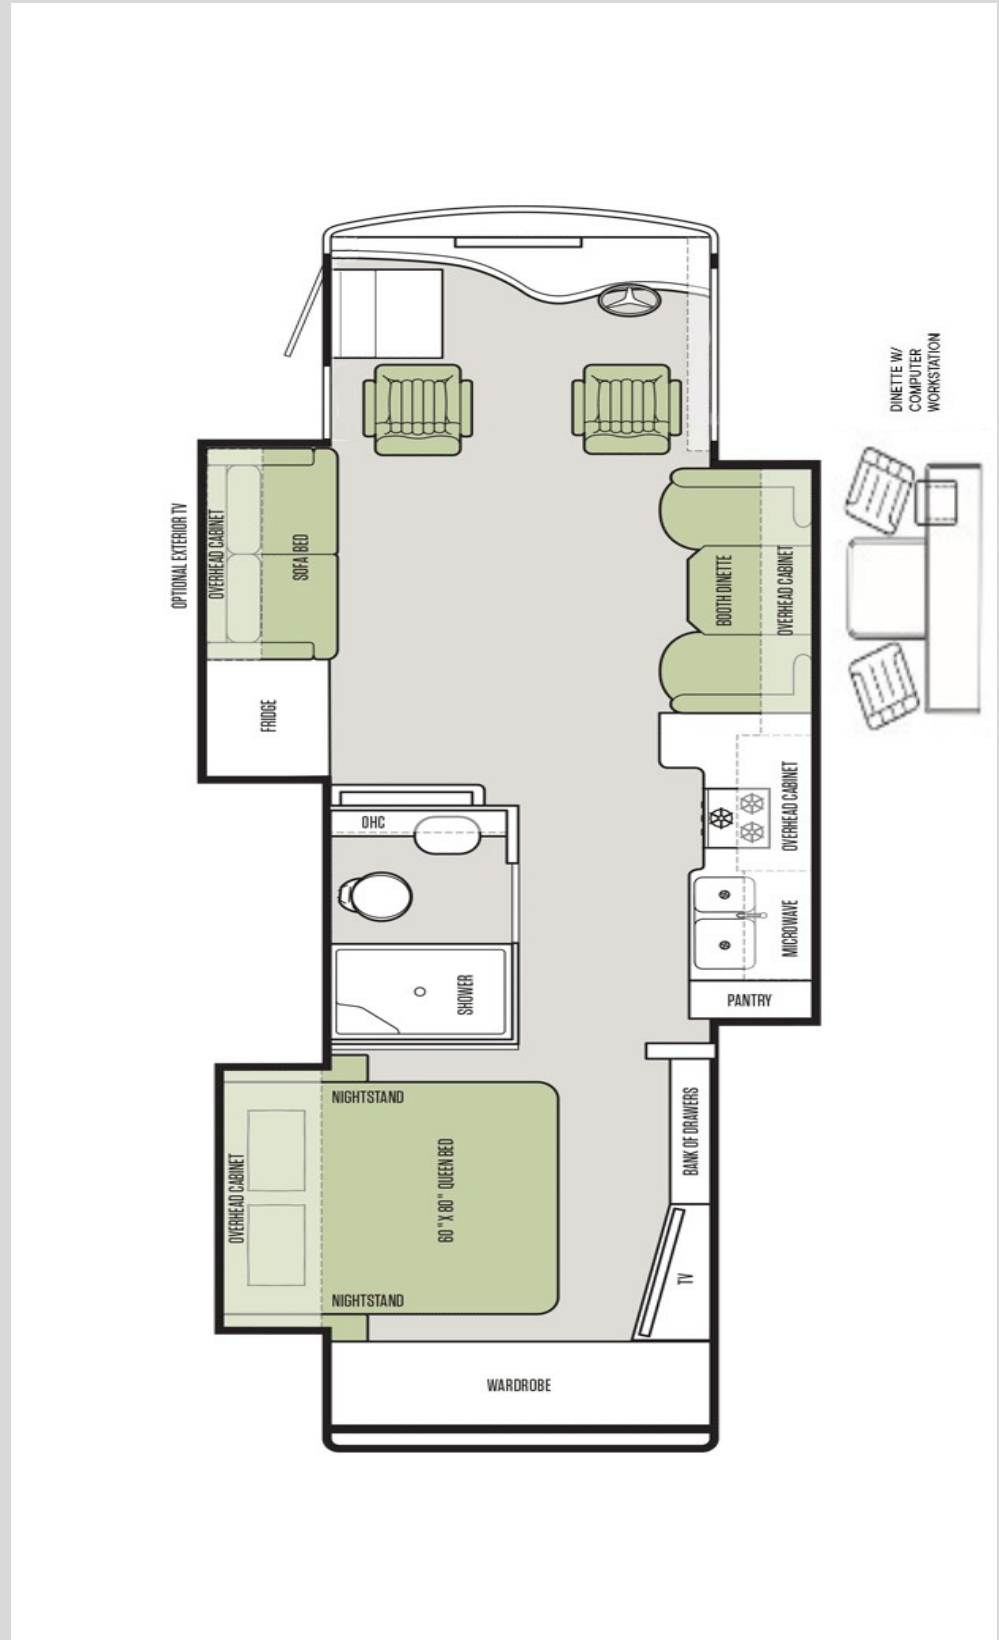 DINETTE W/
COMPUTER
WORKSTATION
OPTIONAL EXTERIOR TV
OVERHEAD CABINET
SOFA BED
BOOTH DINETTE
OVERHEAD CABINET
FRIDGE
OHC
OVERHEAD CABINET
MICROWAVE
SHOWER
PANTRY
NIGHTSTAND
BANK OF DRAWERS
OVERHEAD CABINET
60" X 80" QUEEN BED
NIGHTSTAND
TV
WARDROBE